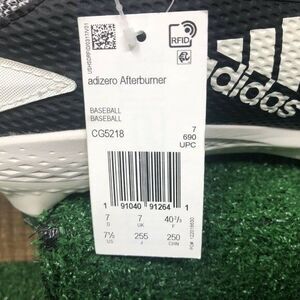 RFID
adizero Afterburner
BASEBALL
BASEBALL
CG5218
7
690
UPC
1 91040 91264 1
7 7 40 2/3
D UK F
7½ 255 250
US J CHN
adidas